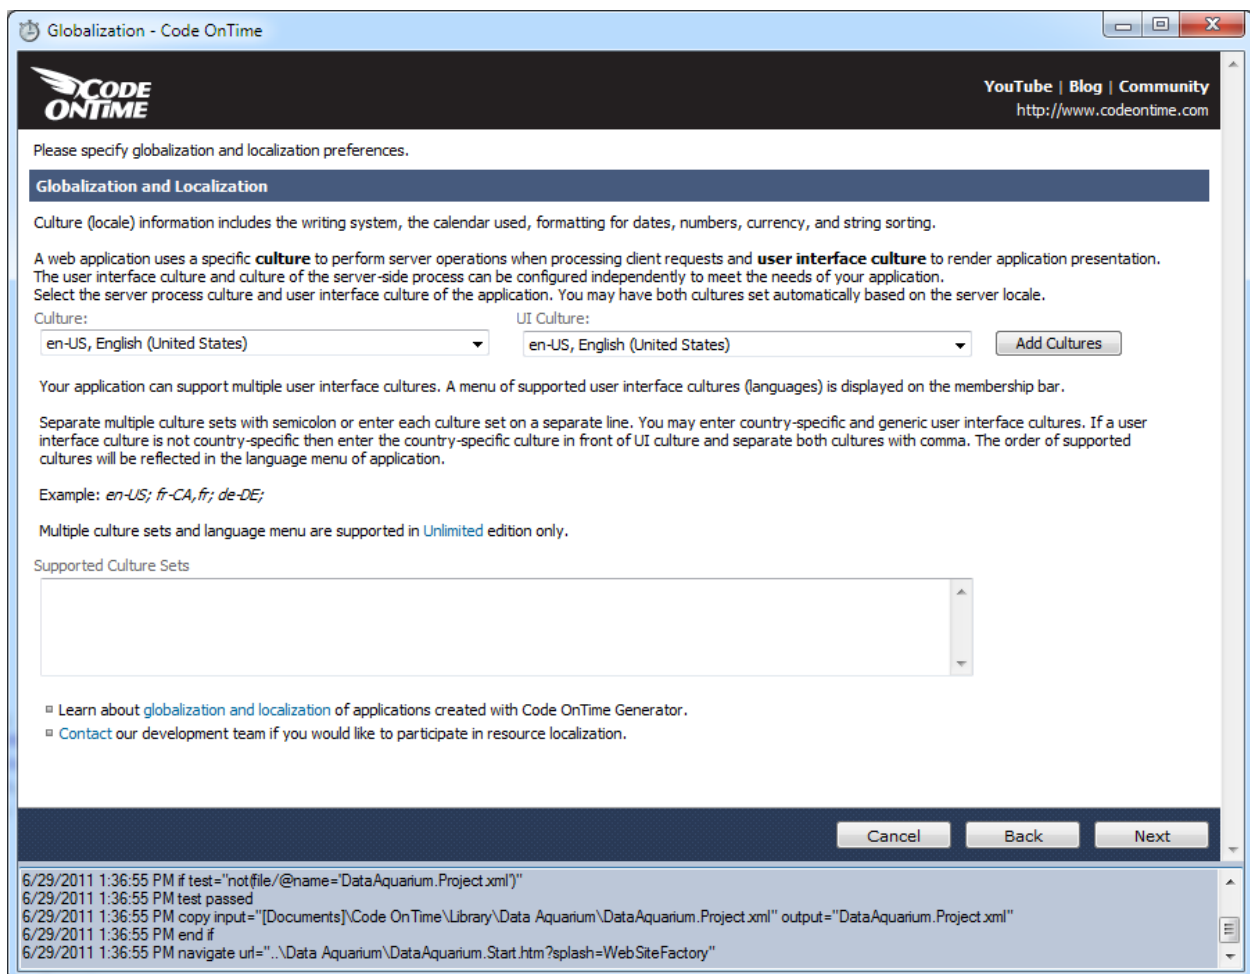 Globalization - Code OnTime
CODE
ONTIME
YouTube | Blog | Community
http://www.codeontime.com
Please specify globalization and localization preferences.
Globalization and Localization
Culture (locale) information includes the writing system, the calendar used, formatting for dates, numbers, currency, and string sorting.
A web application uses a specific culture to perform server operations when processing client requests and user interface culture to render application presentation.
The user interface culture and culture of the server-side process can be configured independently to meet the needs of your application.
Select the server process culture and user interface culture of the application. You may have both cultures set automatically based on the server locale.
Culture: UI Culture:
en-US, English (United States) en-US, English (United States) Add Cultures
Your application can support multiple user interface cultures. A menu of supported user interface cultures (languages) is displayed on the membership bar.
Separate multiple culture sets with semicolon or enter each culture set on a separate line. You may enter country-specific and generic user interface cultures. If a user
interface culture is not country-specific then enter the country-specific culture in front of UI culture and separate both cultures with comma. The order of supported
cultures will be reflected in the language menu of application.
Example: en-US; fr-CA,fr; de-DE;
Multiple culture sets and language menu are supported in Unlimited edition only.
Supported Culture Sets
Learn about globalization and localization of applications created with Code OnTime Generator.
Contact our development team if you would like to participate in resource localization.
Cancel Back Next
6/29/2011 1:36:55 PM if test="not(file/@name='DataAquarium.Project.xml')"
6/29/2011 1:36:55 PM test passed
6/29/2011 1:36:55 PM copy input="[Documents]\Code OnTime\Library\Data Aquarium\DataAquarium.Project.xml" output="DataAquarium.Project.xml"
6/29/2011 1:36:55 PM end if
6/29/2011 1:36:55 PM navigate url="..\Data Aquarium\DataAquarium.Start.htm?splash=WebSiteFactory"